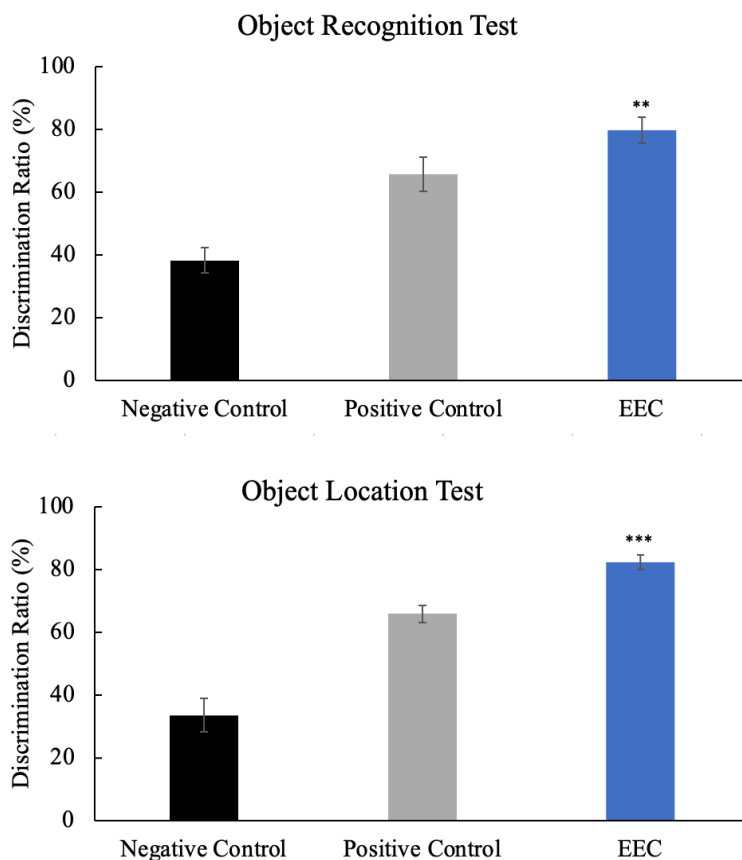 Object Recognition Test
100
80
60
40
20
0
Discrimination Ratio (%)
**
Negative Control
Positive Control
EEC
Object Location Test
100
80
60
40
20
0
Discrimination Ratio (%)
***
Negative Control
Positive Control
EEC